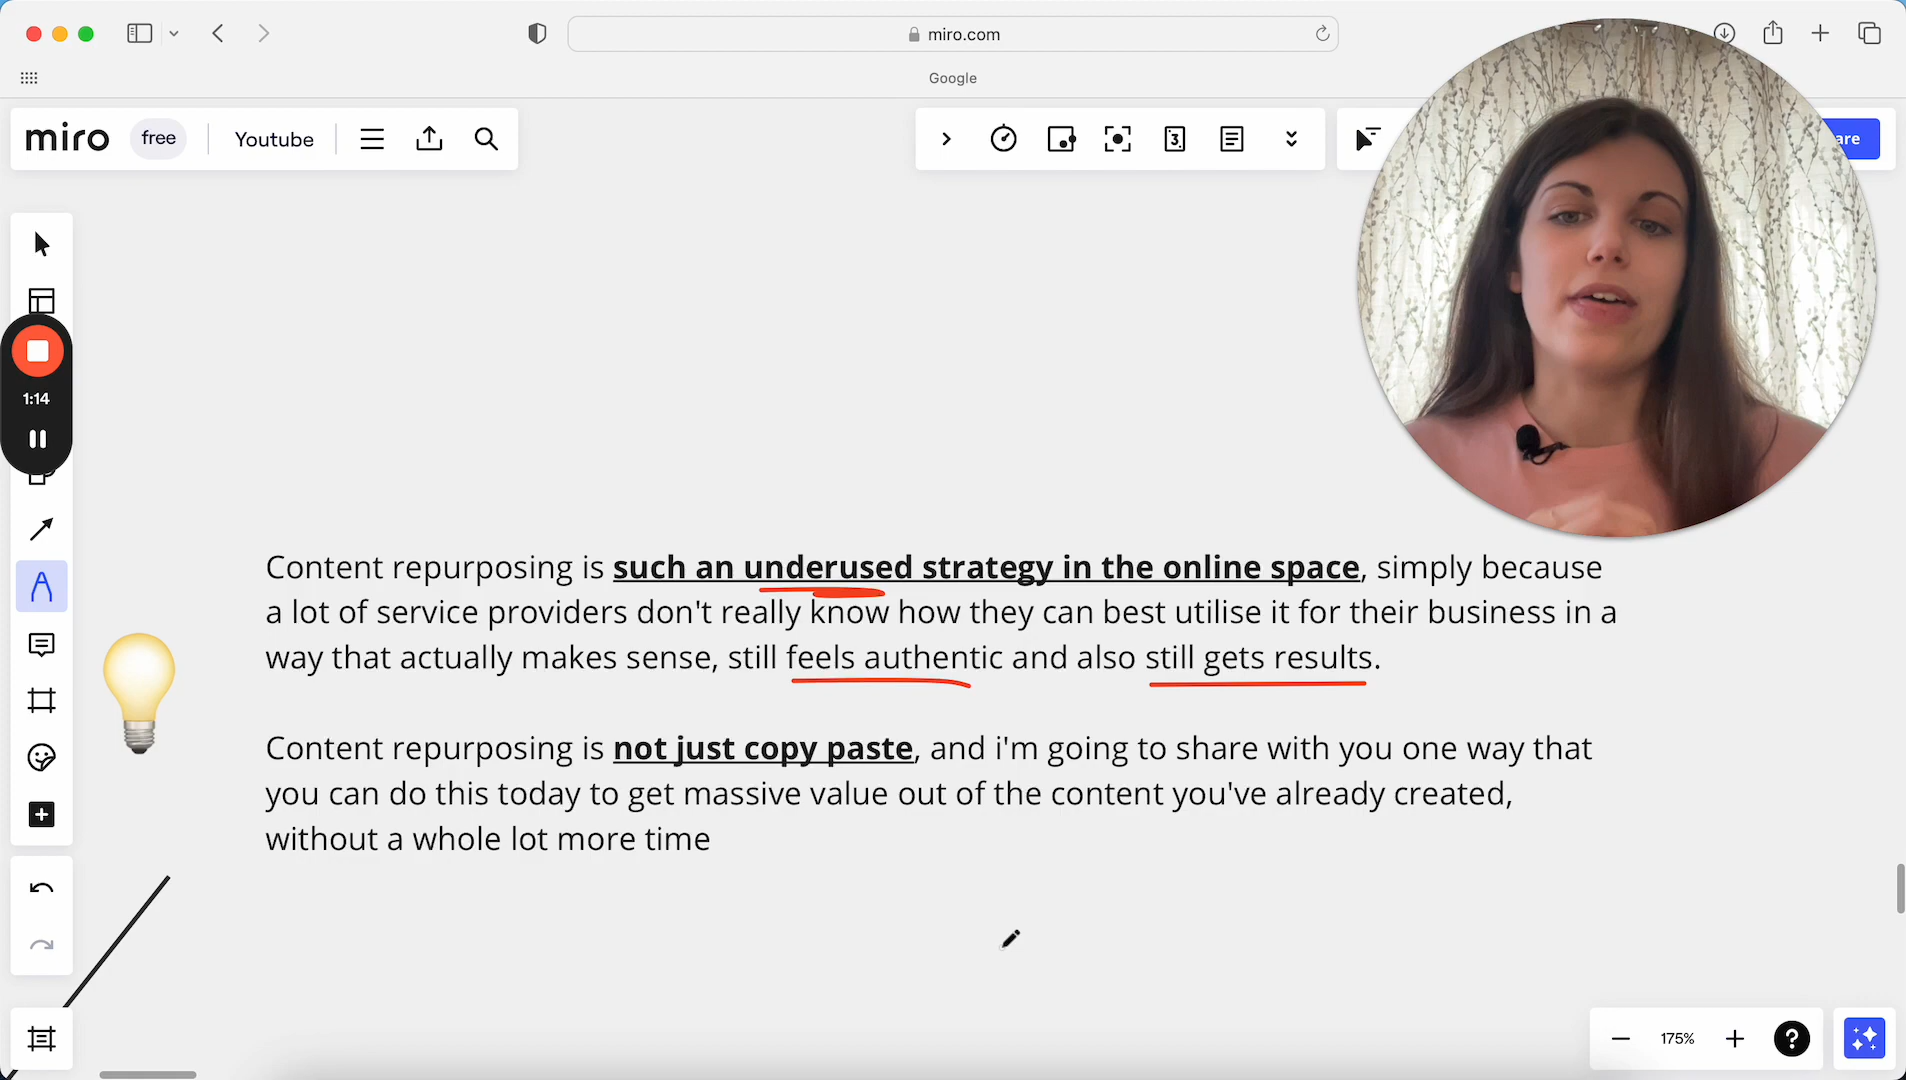 miro.com
Google
miro free Youtube
are
1:14
Content repurposing is such an underused strategy in the online space, simply because
a lot of service providers don't really know how they can best utilise it for their business in a
way that actually makes sense, still feels authentic and also still gets results.
Content repurposing is not just copy paste, and i'm going to share with you one way that
you can do this today to get massive value out of the content you've already created,
without a whole lot more time
175%